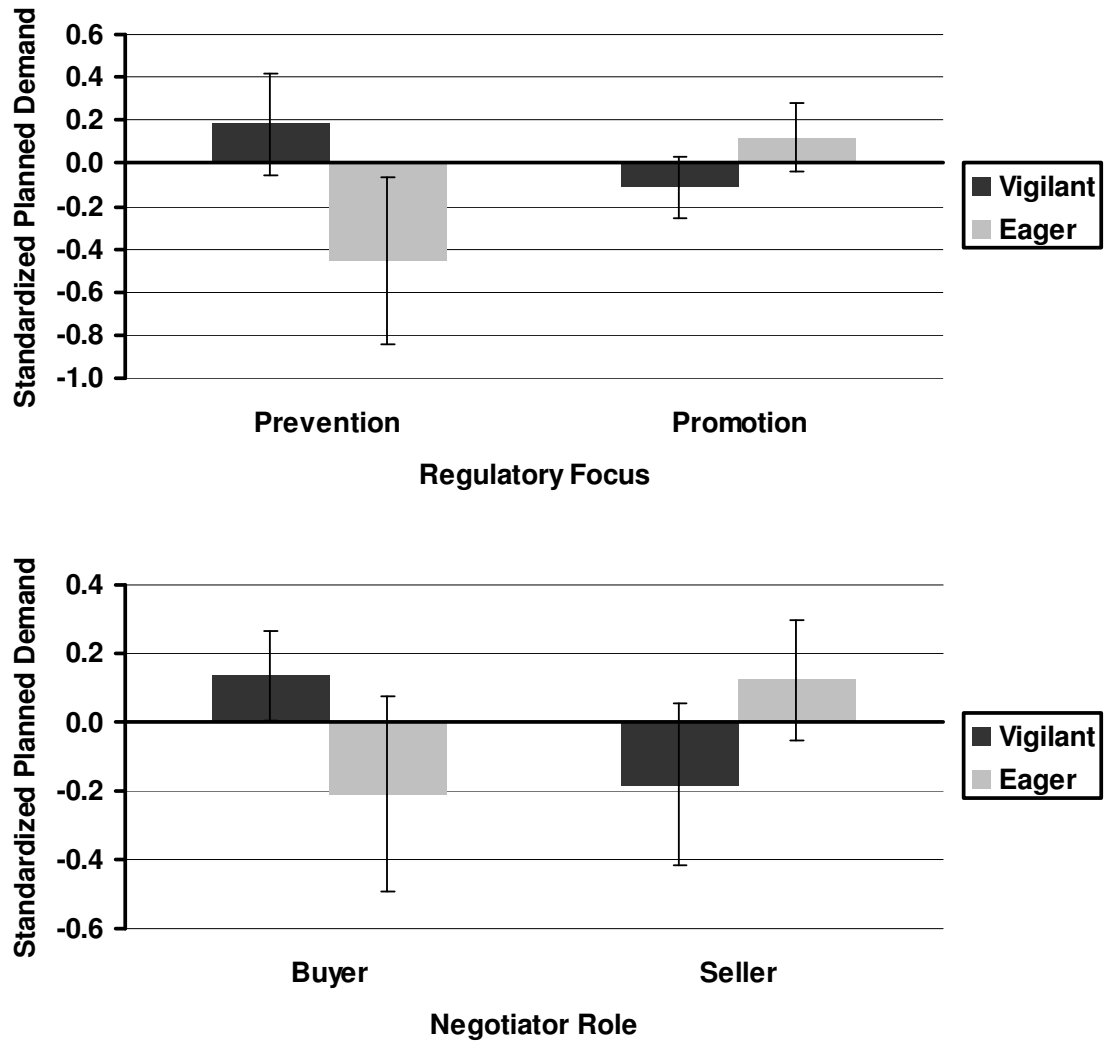 Standardized Planned Demand
0.6
0.4
0.2
0.0
-0.2
-0.4
-0.6
-0.8
-1.0
Prevention
Promotion
Regulatory Focus
Vigilant
Eager
Standardized Planned Demand
0.4
0.2
0.0
-0.2
-0.4
-0.6
Buyer
Seller
Negotiator Role
Vigilant
Eager